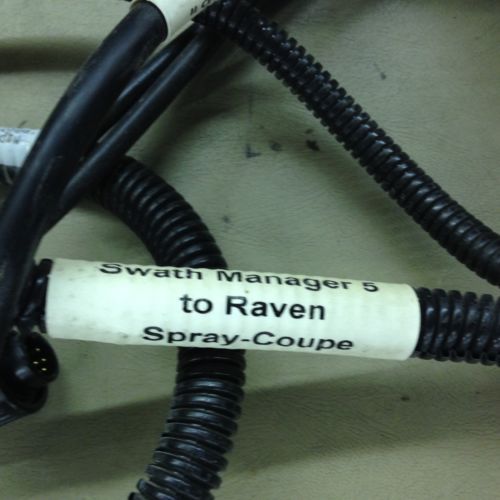 Swath Manager 5
to Raven
Spray-Coupe